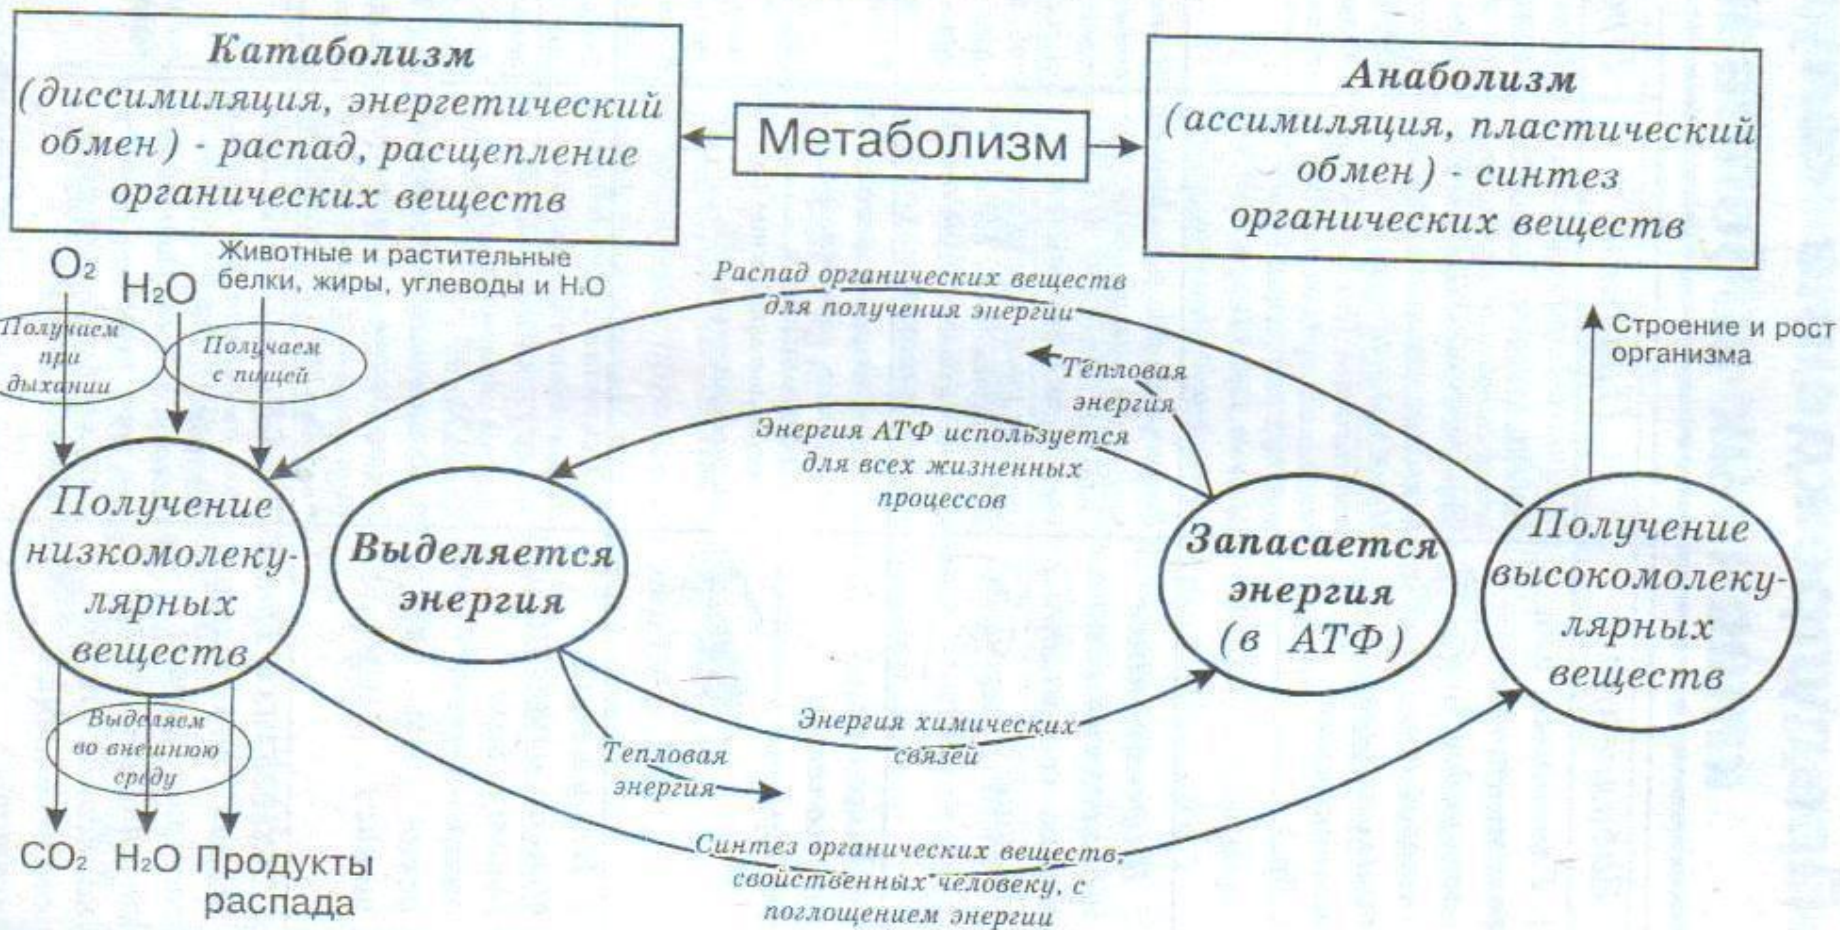 Катаболизм
(диссимиляция, энергетический
обмен) - распад, расщепление
органических веществ
Метаболизм
Анаболизм
(ассимиляция, пластический
обмен) - синтез
органических веществ
O₂
H₂O
Животные и растительные
белки, жиры, углеводы и H₂O
Получаем
при
дыхании
Получаем
с пищей
Распад органических веществ
для получения энергии
Тепловая
энергия
Энергия АТФ используется
для всех жизненных
процессов
Строение и рост
организма
Получение
низкомолеку-
лярных
веществ
Выделяется
энергия
Запасается
энергия
(в АТФ)
Получение
высокомолеку-
лярных
веществ
Выделяем
во внешнюю
среду
Тепловая
энергия
Энергия химических
связей
CO₂ H₂O Продукты
распада
Синтез органических веществ,
свойственных человеку, с
поглощением энергии